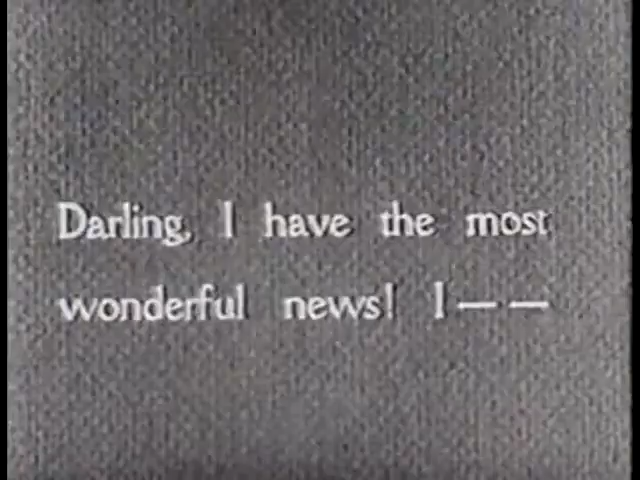 Darling, I have the most
wonderful news! I — —